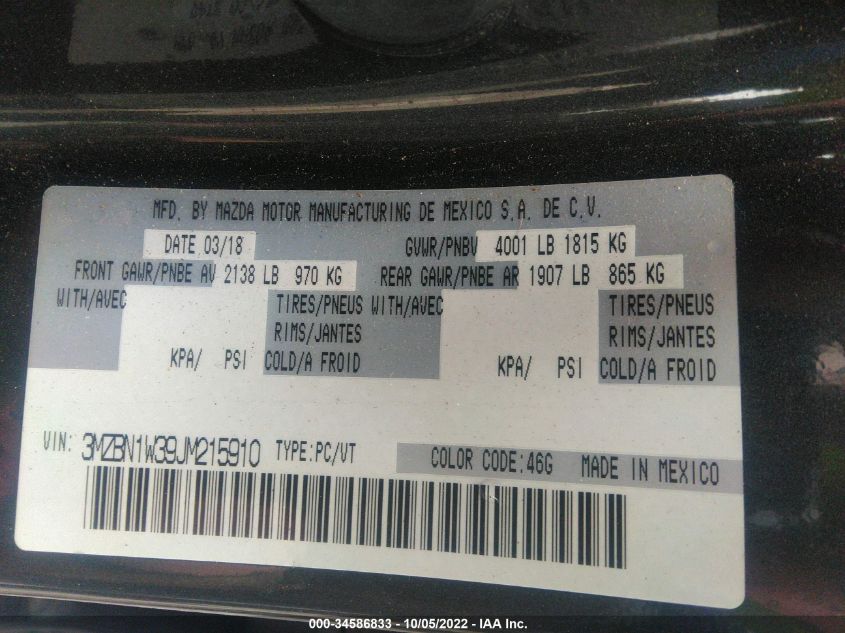 MFD. BY MAZDA MOTOR MANUFACTURING DE MEXICO S.A. DE C.V.
DATE 03/18 GVWR/PNBV 4001 LB 1815 KG
FRONT GAWR/PNBE AV 2138 LB 970 KG REAR GAWR/PNBE AR 1907 LB 865 KG
WITH/AVEC TIRES/PNEUS WITH/AVEC TIRES/PNEUS
RIMS/JANTES RIMS/JANTES
KPA/ PSI COLD/A FROID KPA/ PSI COLD/A FROID
VIN: 3MZBN1W39JM215910 TYPE:PC/VT COLOR CODE:46G MADE IN MEXICO
000-34586833 - 10/05/2022 - IAA Inc.